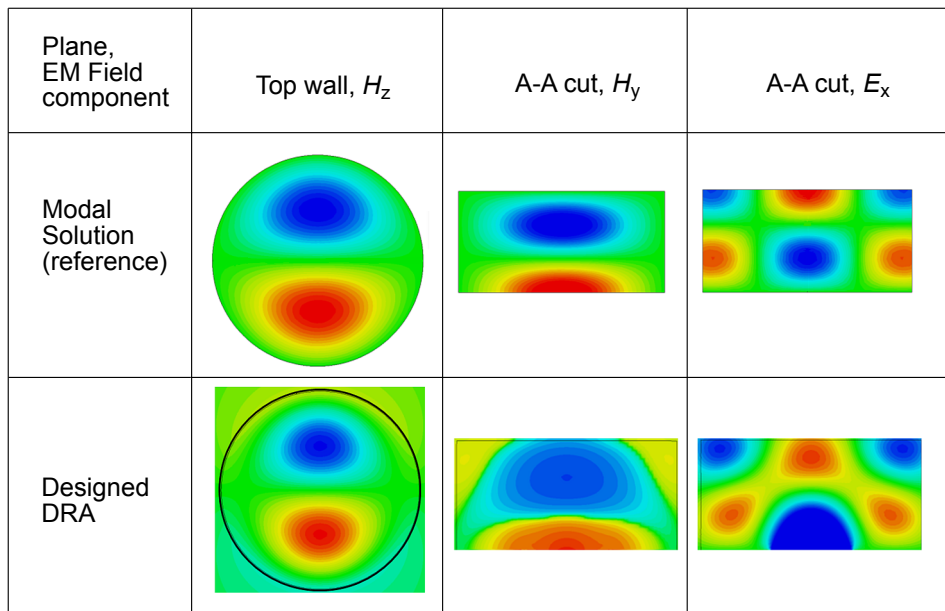 Plane,
EM Field
component
Top wall, Hz
A-A cut, Hy
A-A cut, Ex
Modal
Solution
(reference)
Designed
DRA